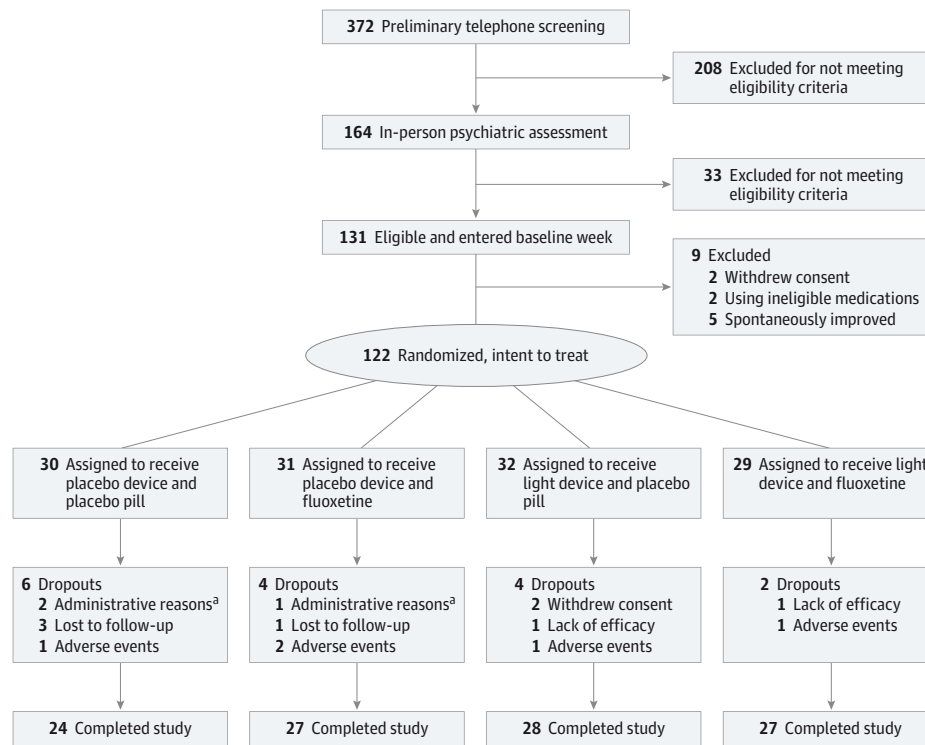 372 Preliminary telephone screening
208 Excluded for not meeting
eligibility criteria
164 In-person psychiatric assessment
33 Excluded for not meeting
eligibility criteria
131 Eligible and entered baseline week
9 Excluded
2 Withdrew consent
2 Using ineligible medications
5 Spontaneously improved
122 Randomized, intent to treat
30 Assigned to receive
placebo device and
placebo pill
31 Assigned to receive
placebo device and
fluoxetine
32 Assigned to receive
light device and placebo
pill
29 Assigned to receive light
device and fluoxetine
6 Dropouts
2 Administrative reasonsᵃ
3 Lost to follow-up
1 Adverse events
4 Dropouts
1 Administrative reasonsᵃ
1 Lost to follow-up
2 Adverse events
4 Dropouts
2 Withdrew consent
1 Lack of efficacy
1 Adverse events
2 Dropouts
1 Lack of efficacy
1 Adverse events
24 Completed study
27 Completed study
28 Completed study
27 Completed study